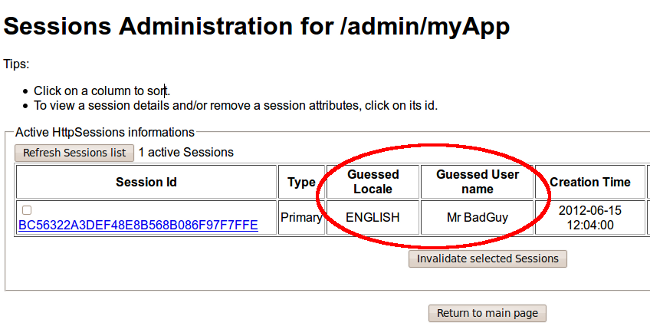 Sessions Administration for /admin/myApp
Tips:
Click on a column to sort.
To view a session details and/or remove a session attributes, click on its id.
Active HttpSessions informations
Refresh Sessions list 1 active Sessions
Session Id Type Guessed Locale Guessed User name Creation Time
BC56322A3DEF48E8B568B086F97F7FFE Primary ENGLISH Mr BadGuy 2012-06-15 12:04:00
Invalidate selected Sessions
Return to main page